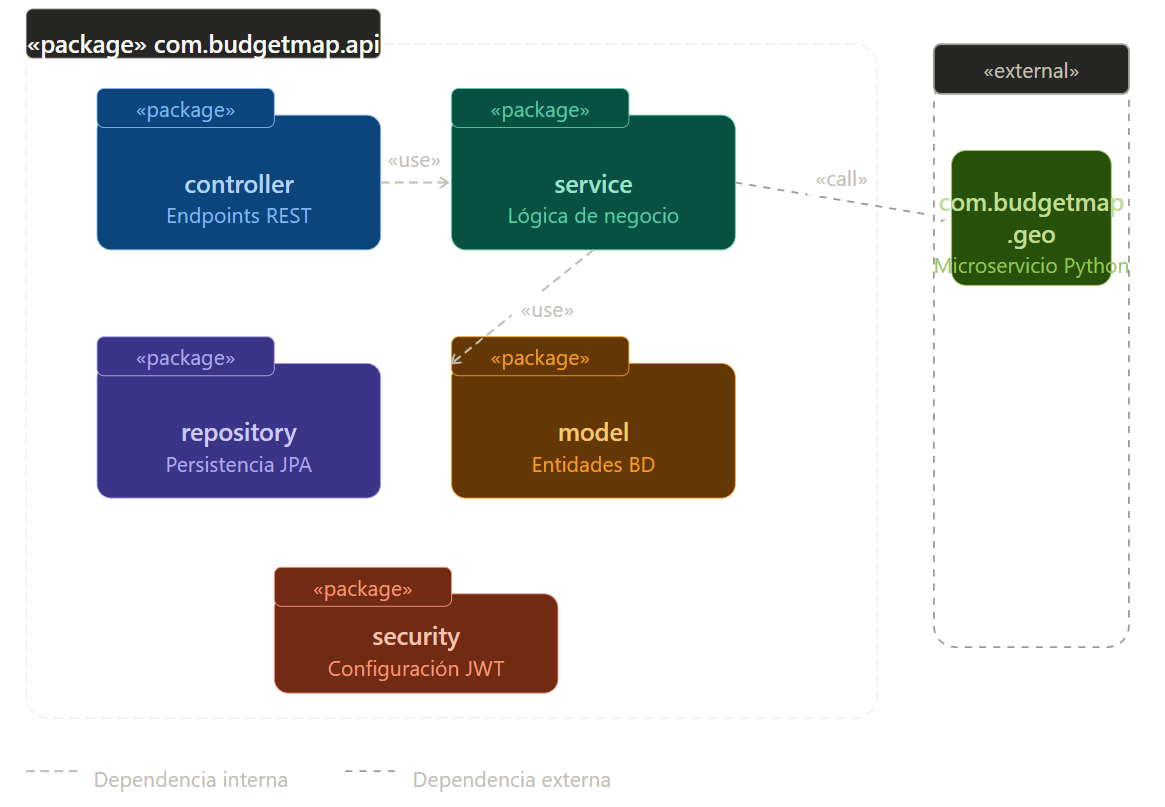 «package» com.budgetmap.api
«external»
«package»
controller
Endpoints REST
«use»
«package»
service
Lógica de negocio
«call»
com.budgetmap
.geo
Microservicio Python
«use»
«package»
repository
Persistencia JPA
«package»
model
Entidades BD
«package»
security
Configuración JWT
Dependencia interna
Dependencia externa